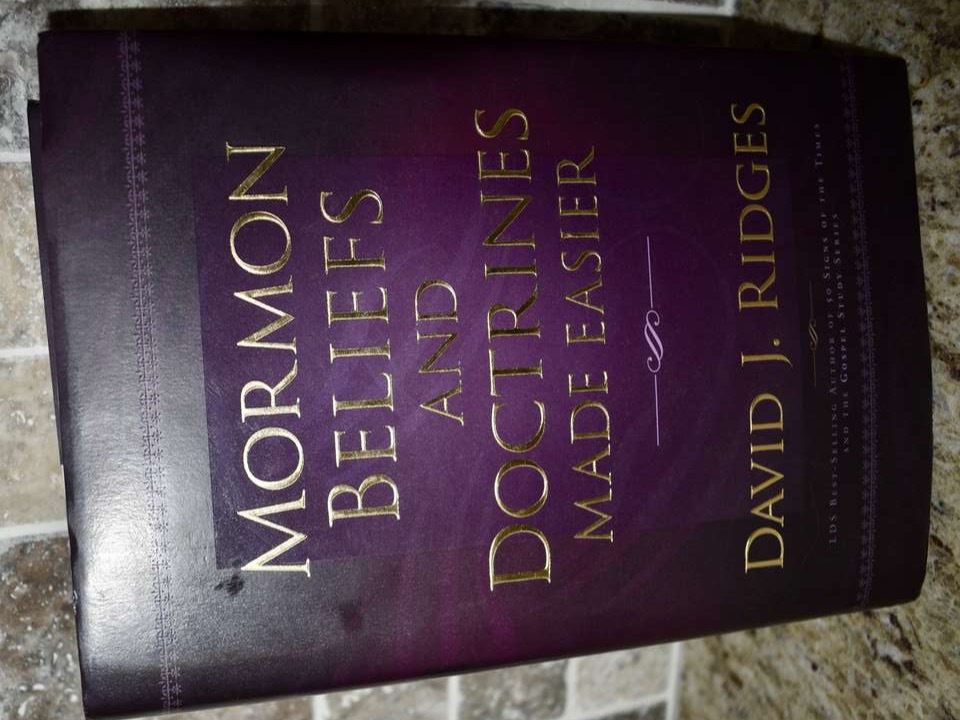 MORMON
BELIEFS
AND
DOCTRINES
MADE EASIER
DAVID J. RIDGES
LDS BEST-SELLING AUTHOR OF 50 SIGNS OF THE TIMES
AND THE GOSPEL STUDY SERIES